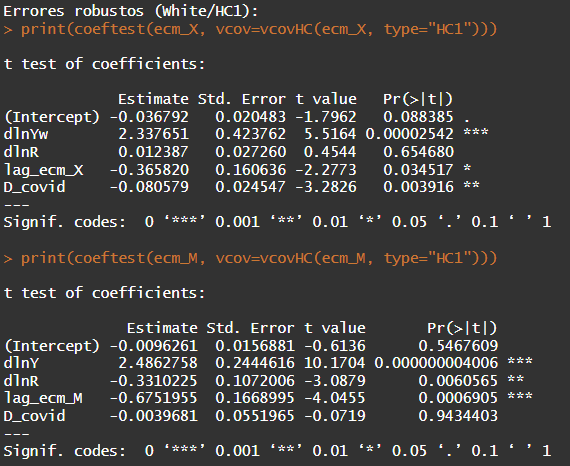 Errores robustos (White/HC1):
> print(coeftest(ecm_X, vcov=vcovHC(ecm_X, type="HC1")))
t test of coefficients:
Estimate Std. Error t value Pr(>|t|)
(Intercept) -0.036792 0.020483 -1.7962 0.088385 .
dlnYw 2.337651 0.423762 5.5164 0.00002542 ***
dlnR 0.012387 0.027260 0.4544 0.654680
lag_ecm_X -0.365820 0.160636 -2.2773 0.034517 *
D_covid -0.080579 0.024547 -3.2826 0.003916 **
---
Signif. codes: 0 ‘***’ 0.001 ‘**’ 0.01 ‘*’ 0.05 ‘.’ 0.1 ‘ ’ 1
> print(coeftest(ecm_M, vcov=vcovHC(ecm_M, type="HC1")))
t test of coefficients:
Estimate Std. Error t value Pr(>|t|)
(Intercept) -0.0096261 0.0156881 -0.6136 0.5467609
dlnY 2.4862758 0.2444616 10.1704 0.000000004006 ***
dlnR -0.3310225 0.1072006 -3.0879 0.0060565 **
lag_ecm_M -0.6751955 0.1668995 -4.0455 0.0006905 ***
D_covid -0.0039681 0.0551965 -0.0719 0.9434403
---
Signif. codes: 0 ‘***’ 0.001 ‘**’ 0.01 ‘*’ 0.05 ‘.’ 0.1 ‘ ’ 1